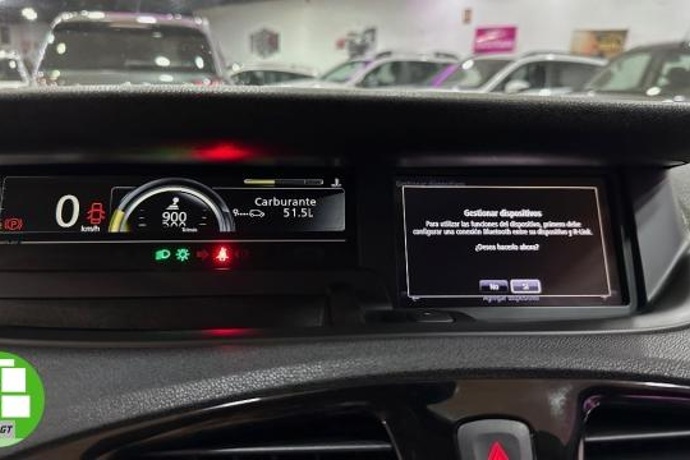 Carburante
0
900
51.5L
km/h
Gestionar dispositivos
Para utilizar las funciones del dispositivo, primero debe
configurar una conexión Bluetooth entre su dispositivo y R-Link.
¿Desea hacerlo ahora?
No
Sí
GT